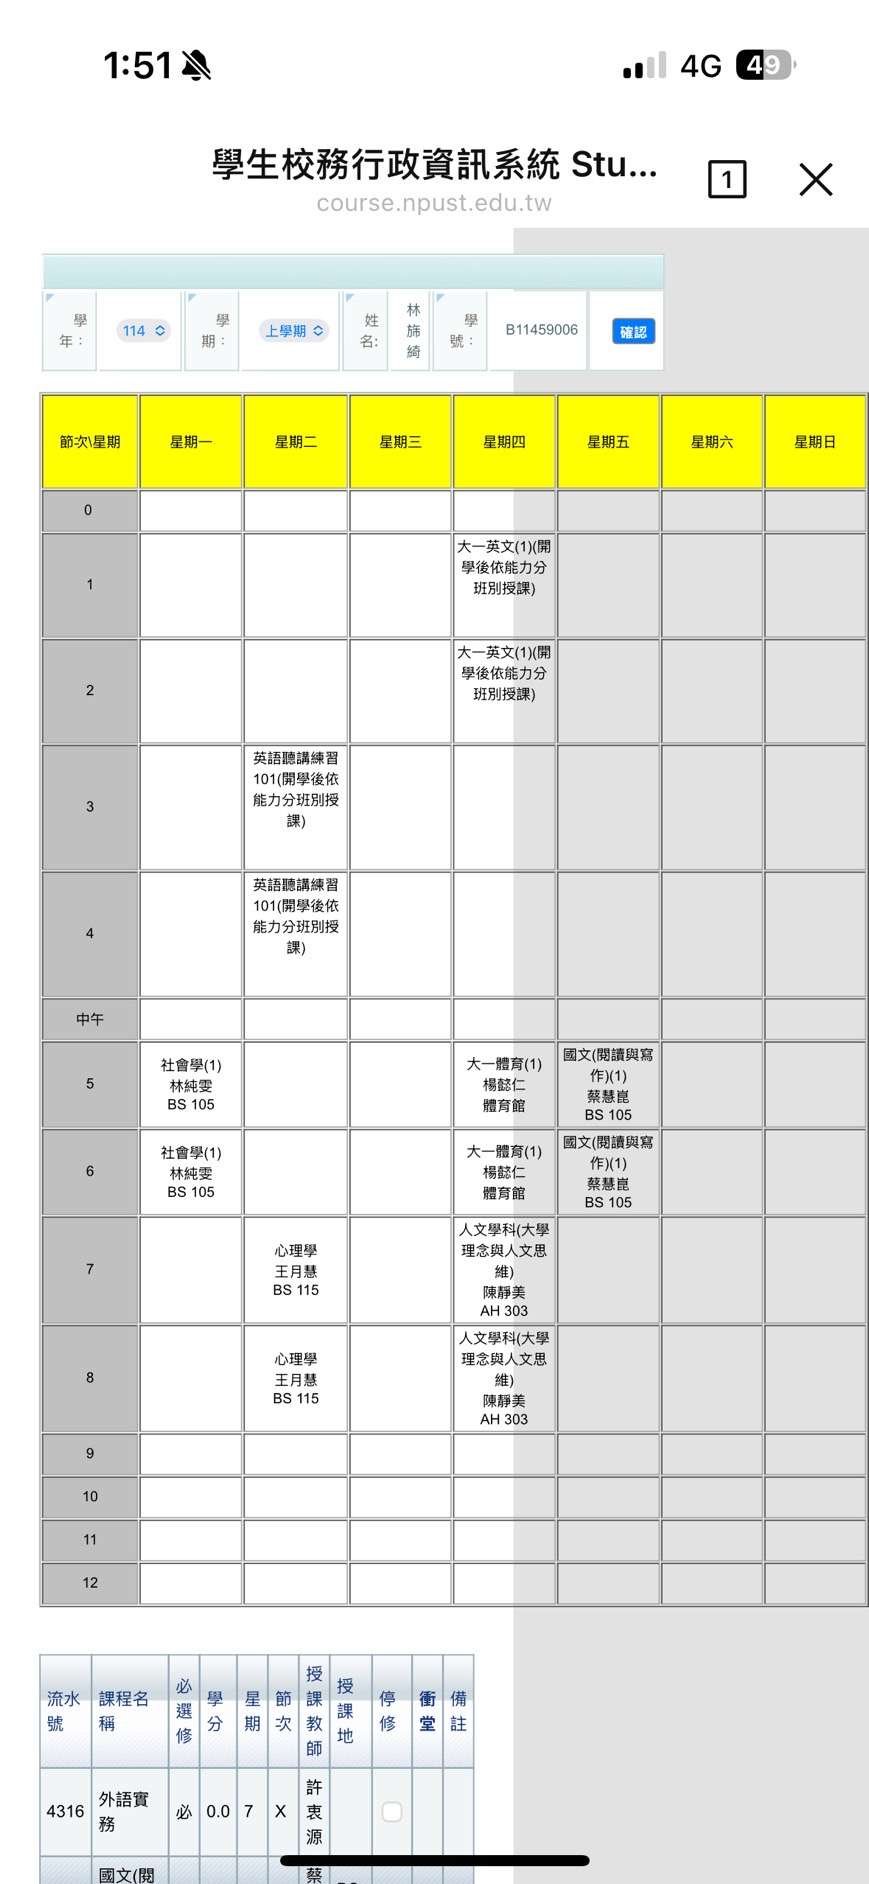 1:51
4G 49
學生校務行政資訊系統 Stu...
1
course.npust.edu.tw
學
年：
114
學
期：
上學期
姓
名:
林
施
綺
學
號：
B11459006
確認
節次\星期 星期一 星期二 星期三 星期四 星期五 星期六 星期日
0
1
大一英文(1)(開
學後依能力分
班別授課)
2
大一英文(1)(開
學後依能力分
班別授課)
3
英語聽講練習
101(開學後依
能力分班別授
課)
4
英語聽講練習
101(開學後依
能力分班別授
課)
中午
5
社會學(1)
林純雯
BS 105
大一體育(1)
楊懿仁
體育館
國文(閱讀與寫
作)(1)
蔡慧崑
BS 105
6
社會學(1)
林純雯
BS 105
大一體育(1)
楊懿仁
體育館
國文(閱讀與寫
作)(1)
蔡慧崑
BS 105
7
心理學
王月慧
BS 115
人文學科(大學
理念與人文思
維)
陳靜美
AH 303
8
心理學
王月慧
BS 115
人文學科(大學
理念與人文思
維)
陳靜美
AH 303
9
10
11
12
流水
號
課程名
稱
必
選
修
學
分
星
期
節
次
授
課
教
師
授
課
地
停
修
衝
堂
備
註
4316
外語實
務
必
0.0
7
X
許
衷
源
國文(閱
蔡